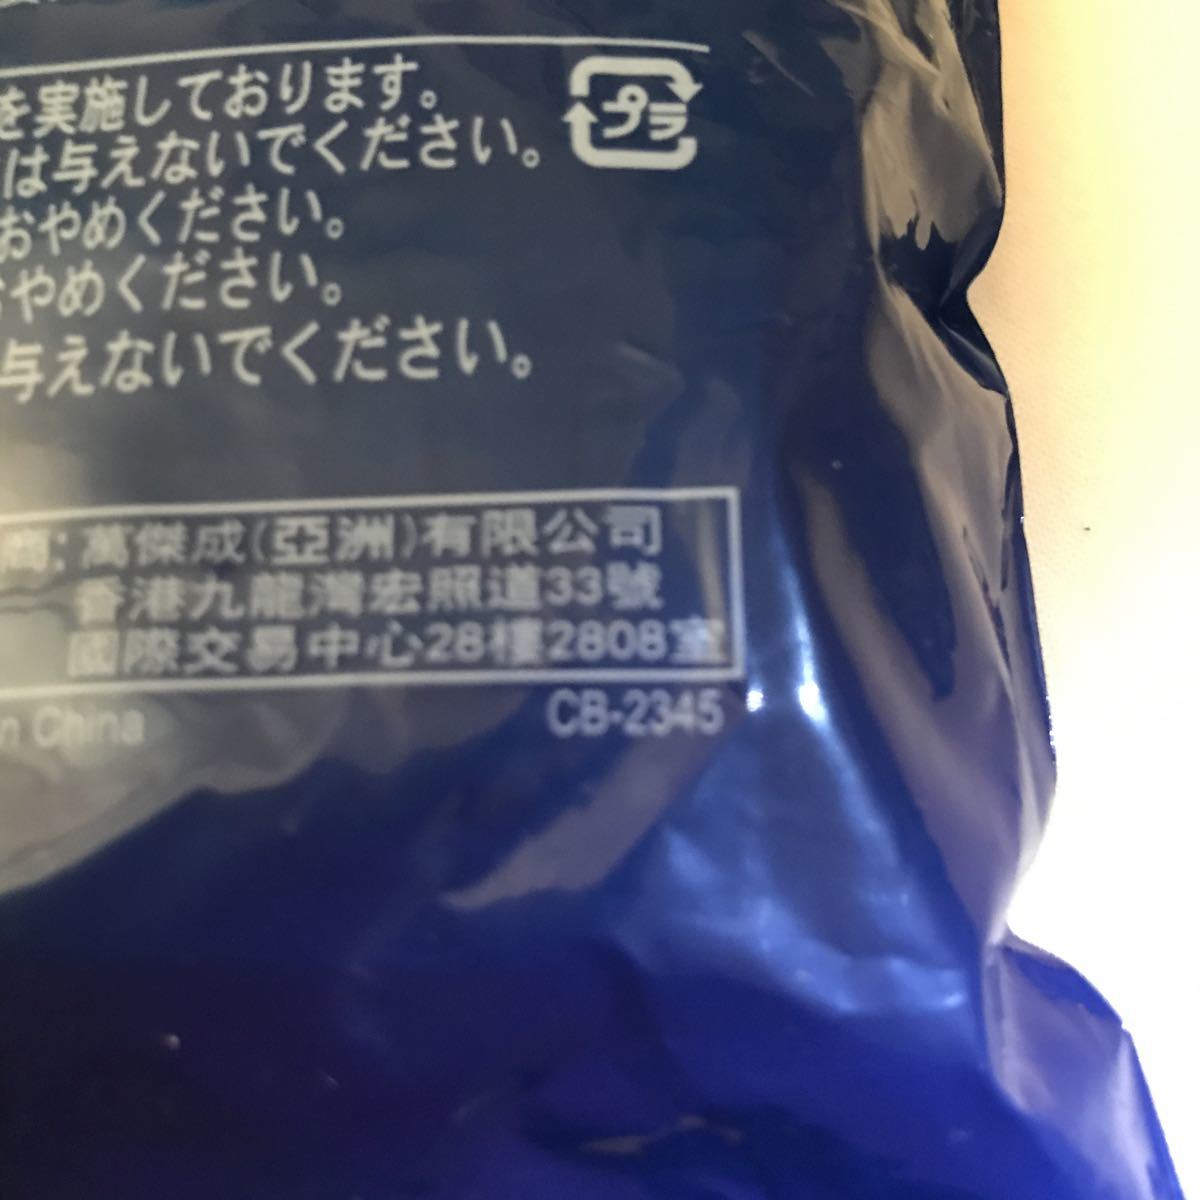 を実施しております。
は与えないでください。
プラ
おやめください。
おやめください。
与えないでください。
商: 萬傑成(亞洲)有限公司
香港九龍灣宏照道33號
國際交易中心28樓2808室
n China
CB-2345